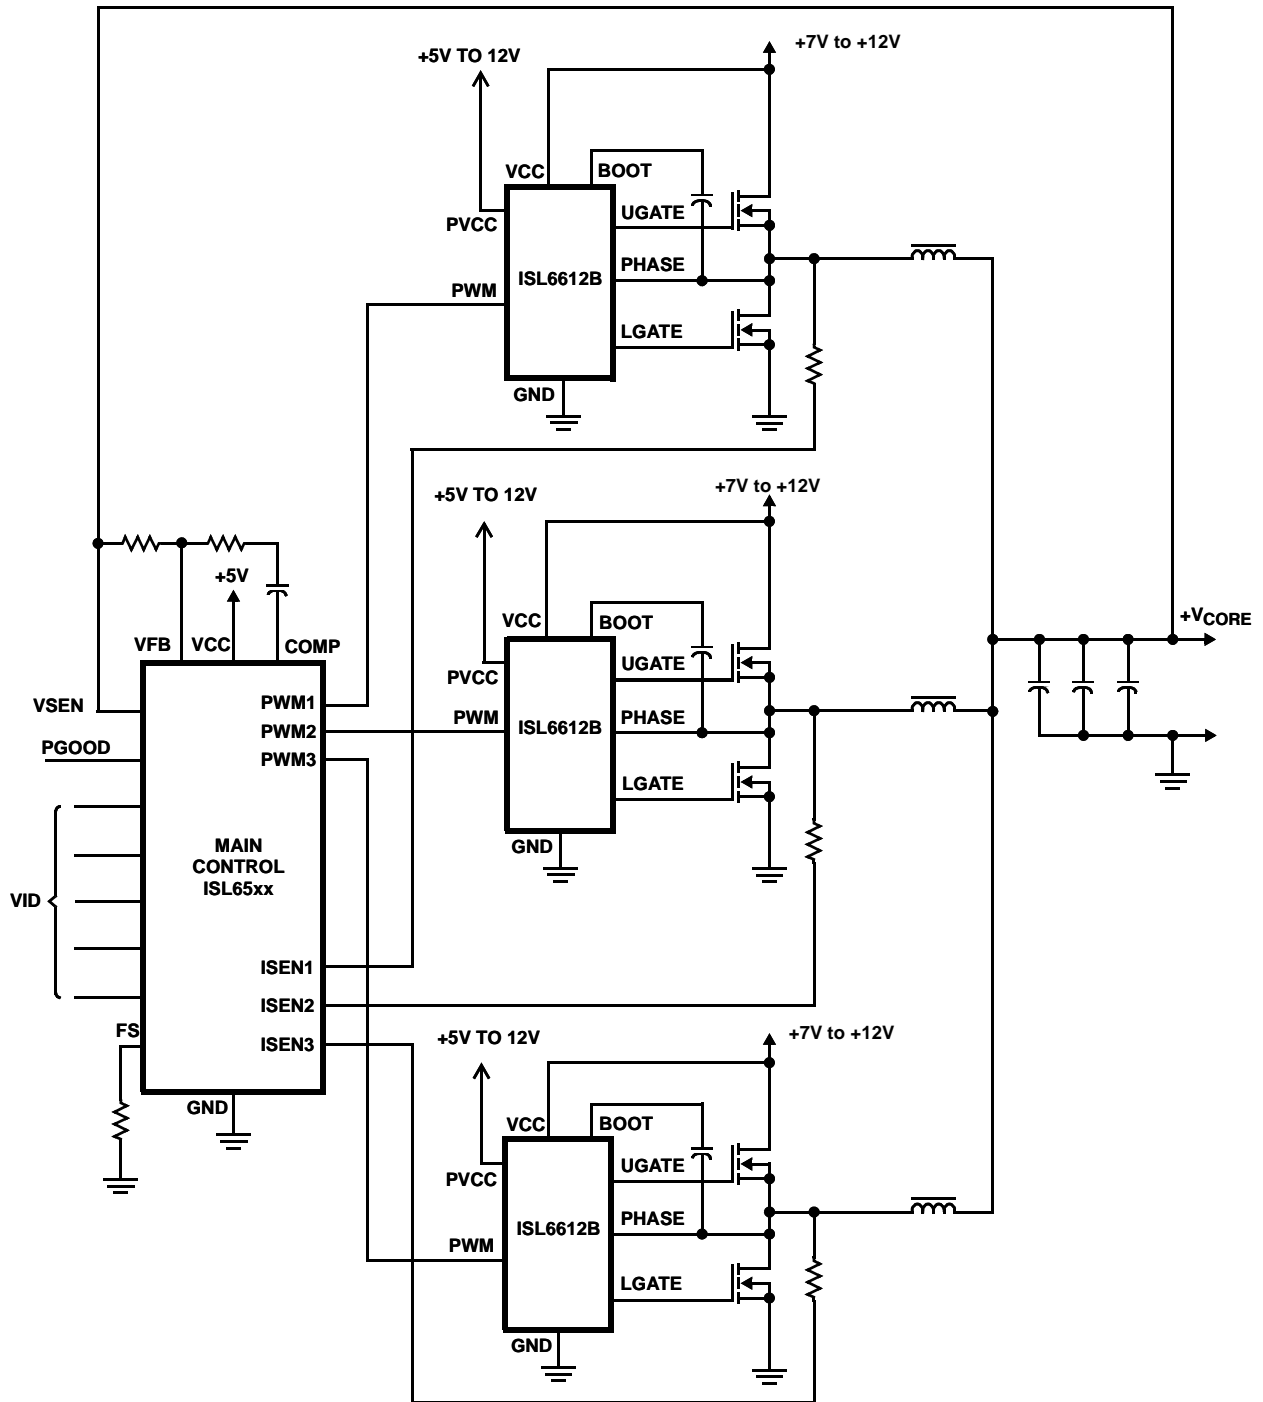 +7V to +12V
+5V TO 12V
VCC
BOOT
PVCC
UGATE
PHASE
ISL6612B
PWM
LGATE
GND
+5V TO 12V
+7V to +12V
VCC
BOOT
PVCC
UGATE
PWM
PHASE
ISL6612B
LGATE
GND
+5V
VFB
VCC
COMP
VSEN
PGOOD
VID
FS
PWM1
PWM2
PWM3
MAIN
CONTROL
ISL65xx
ISEN1
ISEN2
ISEN3
GND
+VCORE
+5V TO 12V
+7V to +12V
VCC
BOOT
UGATE
PVCC
PHASE
ISL6612B
PWM
LGATE
GND